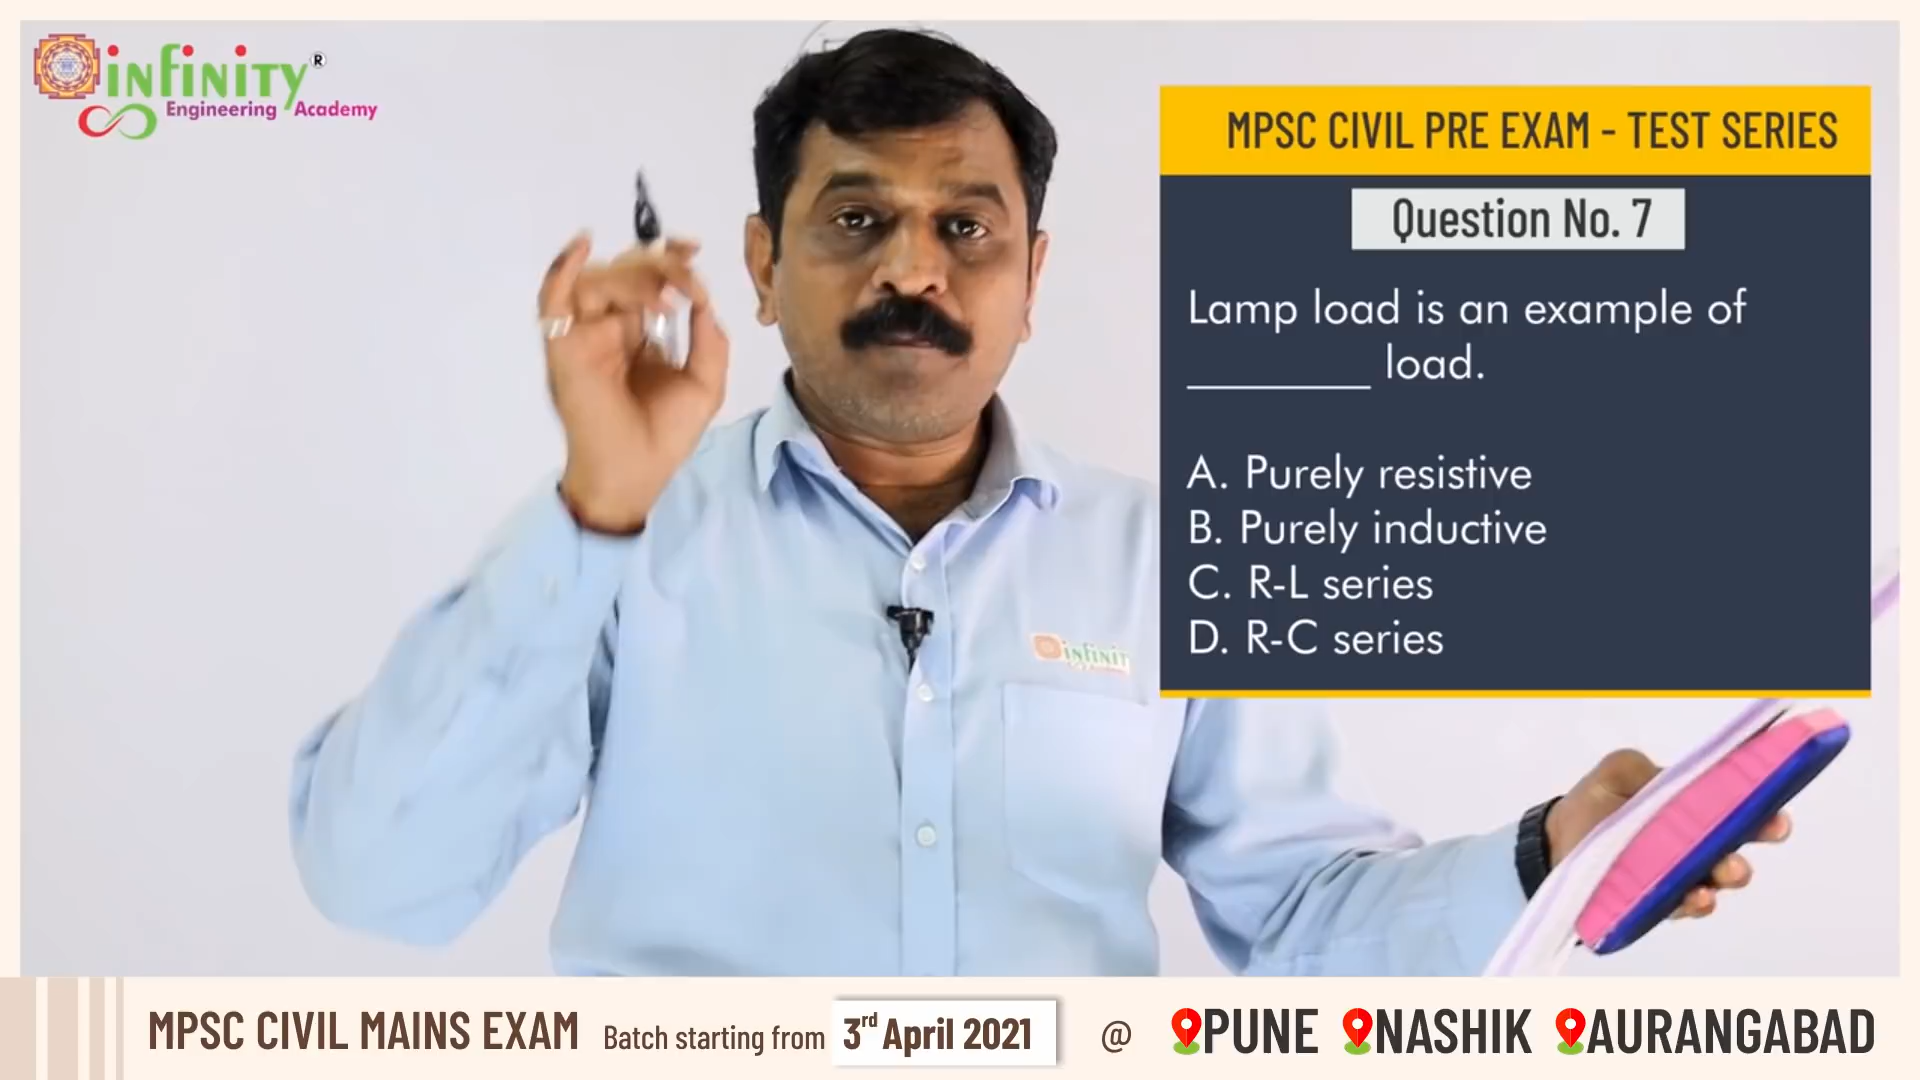 infinity®
Engineering Academy
MPSC CIVIL PRE EXAM - TEST SERIES
Question No. 7
Lamp load is an example of
_________ load.
A. Purely resistive
B. Purely inductive
C. R-L series
D. R-C series
infinit
MPSC CIVIL MAINS EXAM Batch starting from 3rd April 2021 @ PUNE NASHIK AURANGABAD